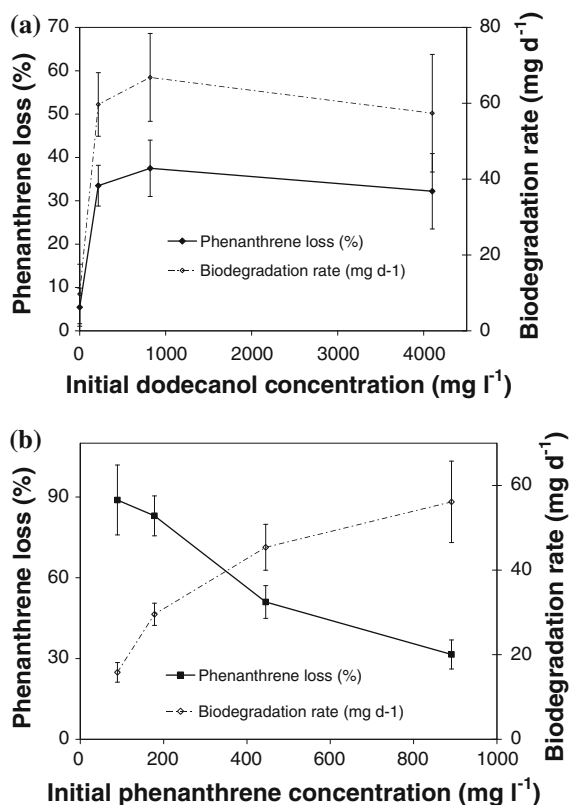 (a)
70
60
50
40
30
20
10
0
Phenanthrene loss (%)
80
60
40
20
0
Biodegradation rate (mg d⁻¹)
Phenanthrene loss (%)
Biodegradation rate (mg d-1)
0 1000 2000 3000 4000
Initial dodecanol concentration (mg l⁻¹)
(b)
90
60
30
0
Phenanthrene loss (%)
60
40
20
0
Biodegradation rate (mg d⁻¹)
Phenanthrene loss (%)
Biodegradation rate (mg d-1)
0 200 400 600 800 1000
Initial phenanthrene concentration (mg l⁻¹)